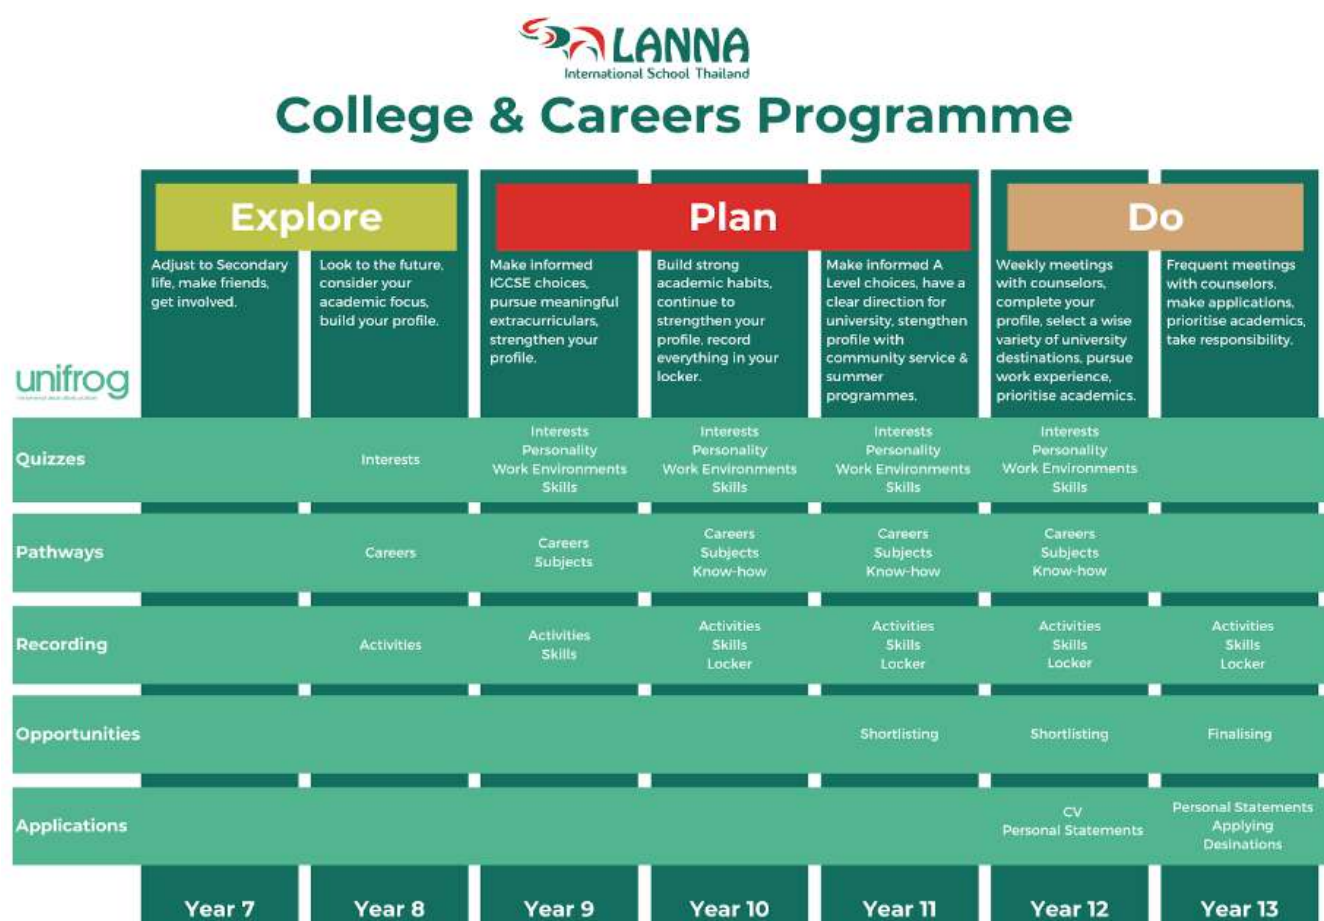 LANNA
International School Thailand
College & Careers Programme
Explore
Plan
Do
Adjust to Secondary
life, make friends,
get involved.
Look to the future,
consider your
academic focus,
build your profile.
Make informed
IGCSE choices,
pursue meaningful
extracurriculars,
strengthen your
profile.
Build strong
academic habits,
continue to
strengthen your
profile, record
everything in your
locker.
Make informed A
Level choices, have a
clear direction for
university, stengthen
profile with
community service &
summer
programmes.
Weekly meetings
with counselors,
complete your
profile, select a wise
variety of university
destinations, pursue
work experience,
prioritise academics.
Frequent meetings
with counselors,
make applications,
prioritise academics,
take responsibility.
unifrog
Quizzes
Interests
Interests
Personality
Work Environments
Skills
Interests
Personality
Work Environments
Skills
Interests
Personality
Work Environments
Skills
Interests
Personality
Work Environments
Skills
Pathways
Careers
Careers
Subjects
Careers
Subjects
Know-how
Careers
Subjects
Know-how
Careers
Subjects
Know-how
Recording
Activities
Activities
Skills
Activities
Skills
Locker
Activities
Skills
Locker
Activities
Skills
Locker
Activities
Skills
Locker
Opportunities
Shortlisting
Shortlisting
Finalising
Applications
CV
Personal Statements
Personal Statements
Applying
Desinations
Year 7
Year 8
Year 9
Year 10
Year 11
Year 12
Year 13